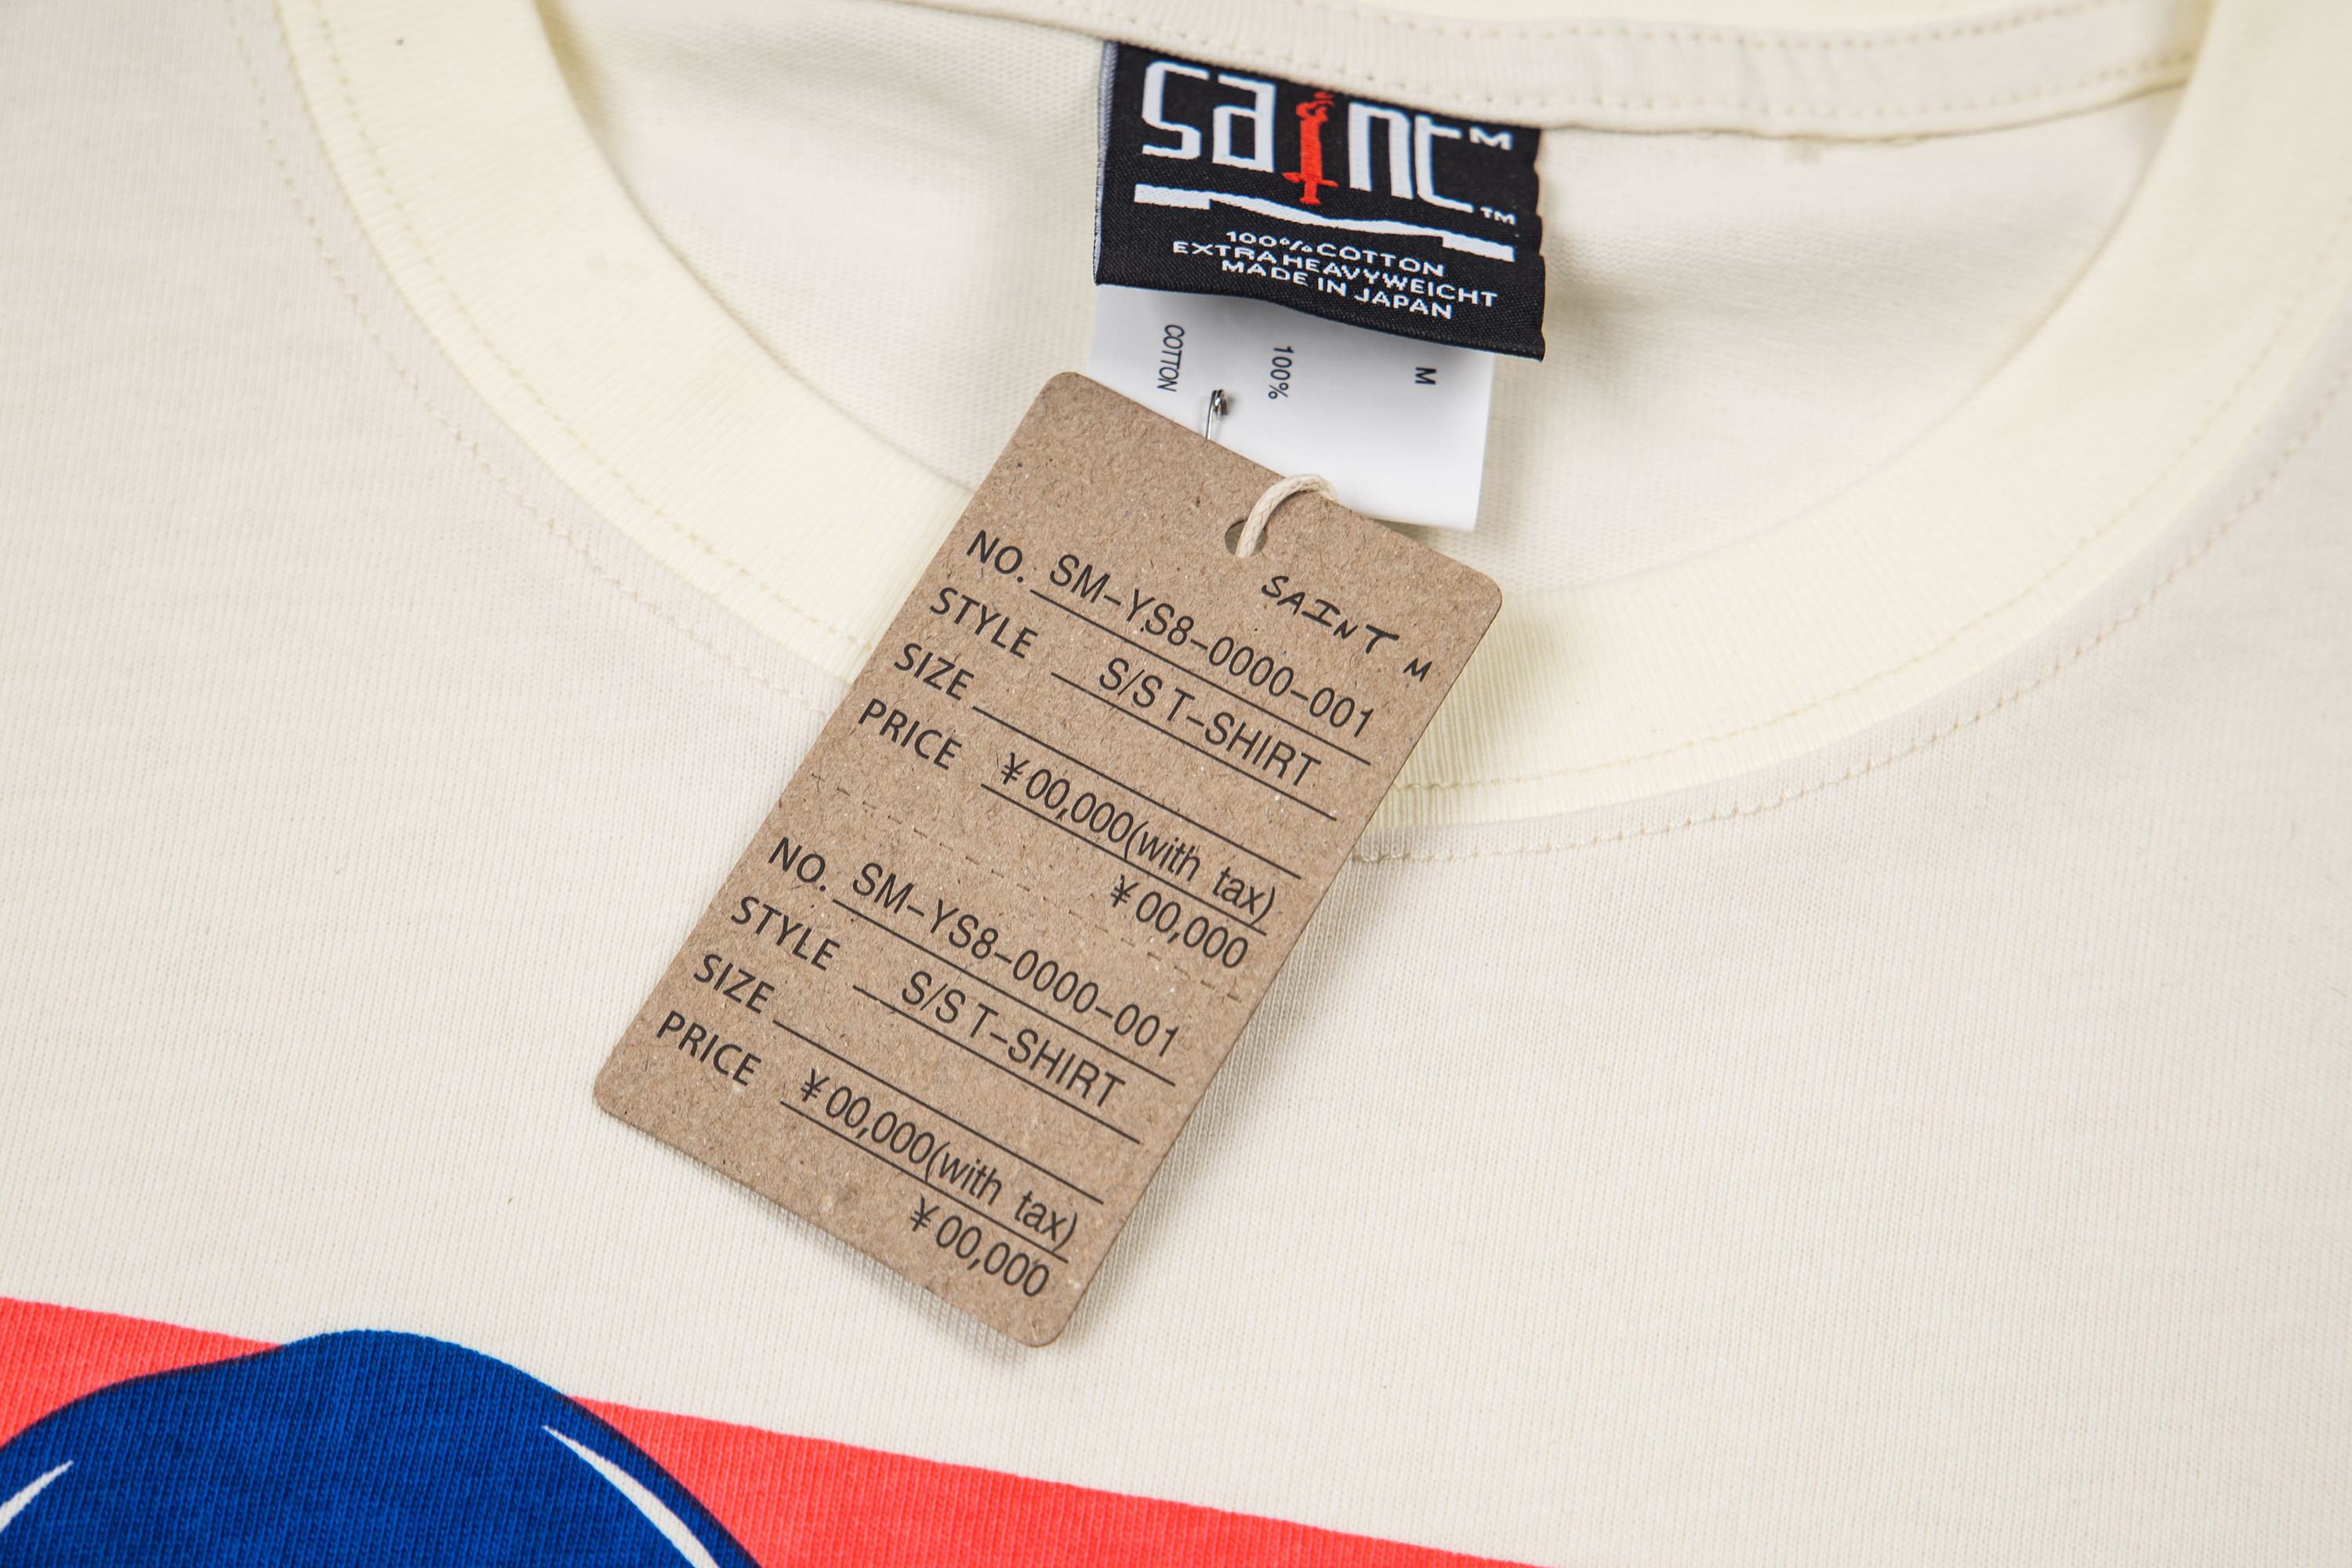 saint M
TM
100%COTTON
EXTRA HEAVYWEIGHT
MADE IN JAPAN
M
100%
COTTON
SAINT M
NO. SM-YS8-0000-001
STYLE S/S T-SHIRT
SIZE
PRICE ¥00,000(with tax)
¥00,000
NO. SM-YS8-0000-001
STYLE S/S T-SHIRT
SIZE
PRICE ¥00,000(with tax)
¥00,000